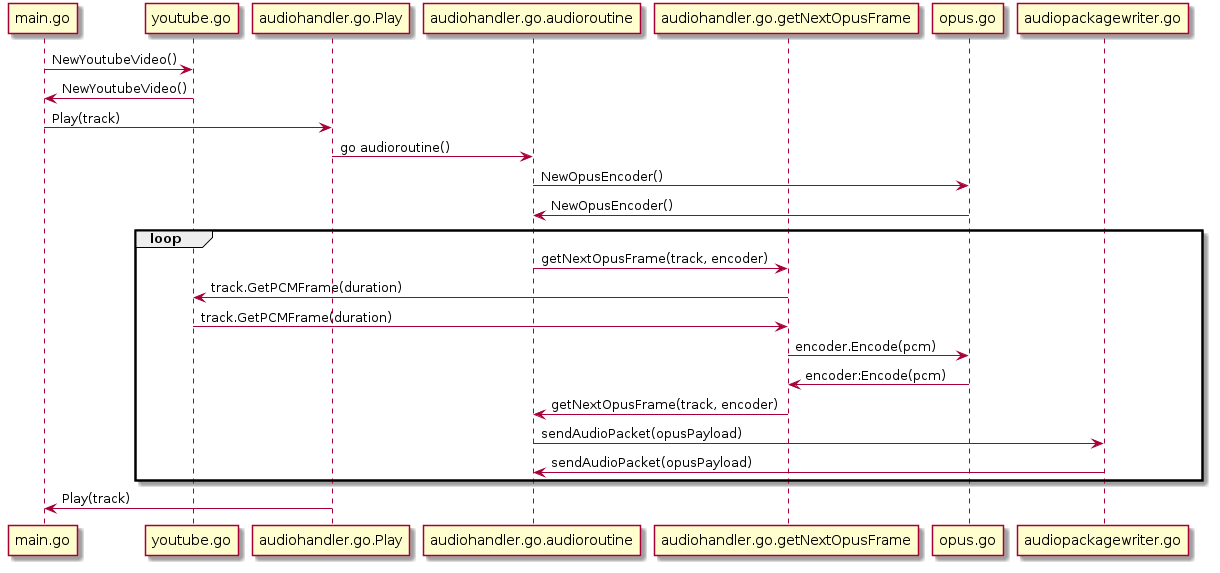 main.go youtube.go audiohandler.go.Play audiohandler.go.audioroutine audiohandler.go.getNextOpusFrame opus.go audiopackagewriter.go
NewYoutubeVideo()
NewYoutubeVideo()
Play(track)
go audioroutine()
NewOpusEncoder()
NewOpusEncoder()
loop
getNextOpusFrame(track, encoder)
track.GetPCMFrame(duration)
track.GetPCMFrame(duration)
encoder.Encode(pcm)
encoder:Encode(pcm)
getNextOpusFrame(track, encoder)
sendAudioPacket(opusPayload)
sendAudioPacket(opusPayload)
Play(track)
main.go youtube.go audiohandler.go.Play audiohandler.go.audioroutine audiohandler.go.getNextOpusFrame opus.go audiopackagewriter.go